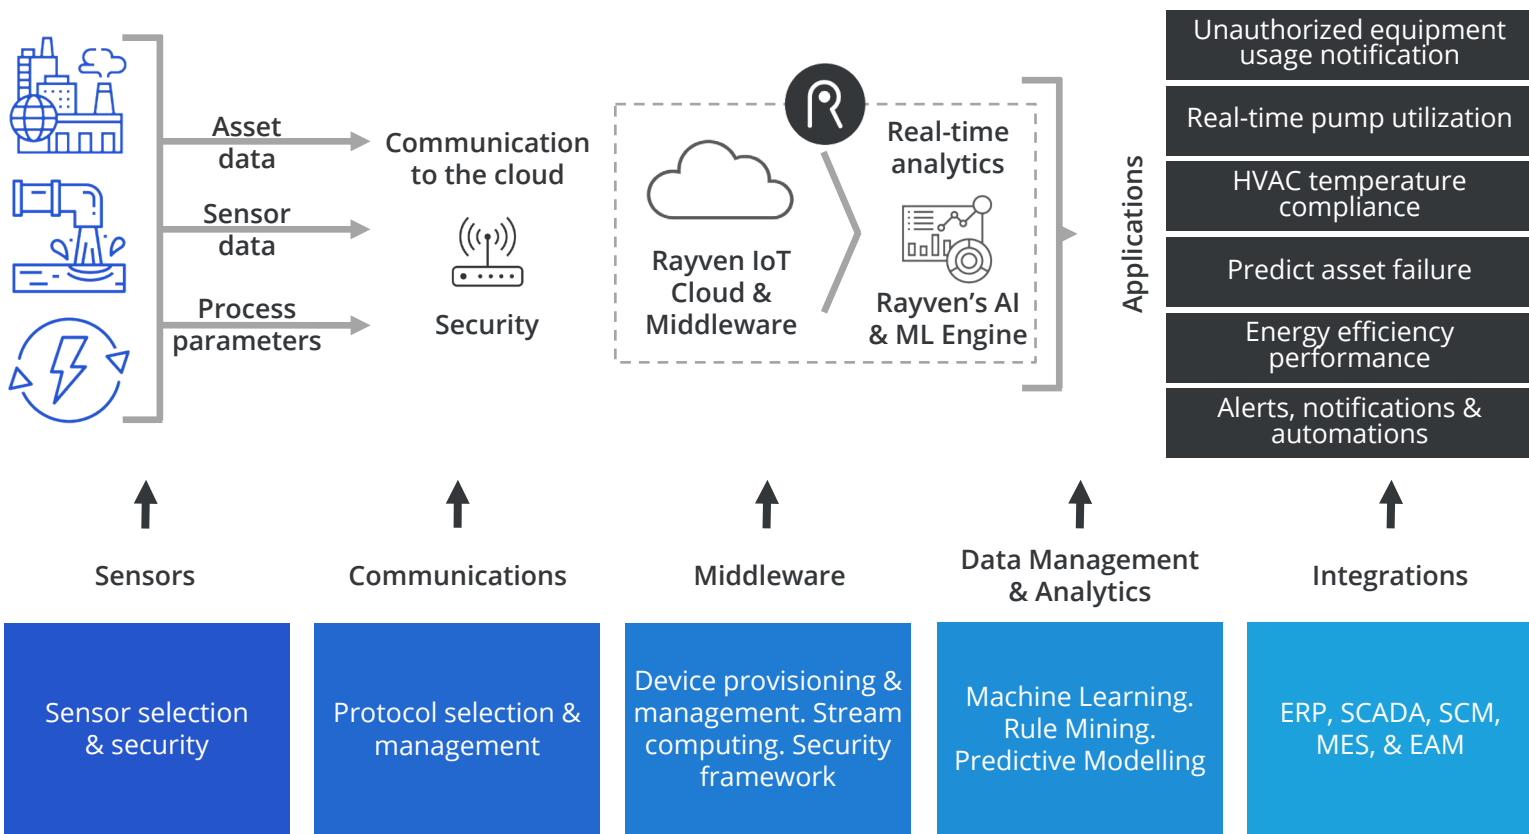 Asset
data
Sensor
data
Process
parameters
Communication
to the cloud
Security
Rayven IoT
Cloud &
Middleware
R
Real-time
analytics
Rayven’s AI
& ML Engine
Applications
Unauthorized equipment
usage notification
Real-time pump utilization
HVAC temperature
compliance
Predict asset failure
Energy efficiency
performance
Alerts, notifications &
automations
Sensors
Communications
Middleware
Data Management
& Analytics
Integrations
Sensor selection
& security
Protocol selection &
management
Device provisioning &
management. Stream
computing. Security
framework
Machine Learning.
Rule Mining.
Predictive Modelling
ERP, SCADA, SCM,
MES, & EAM